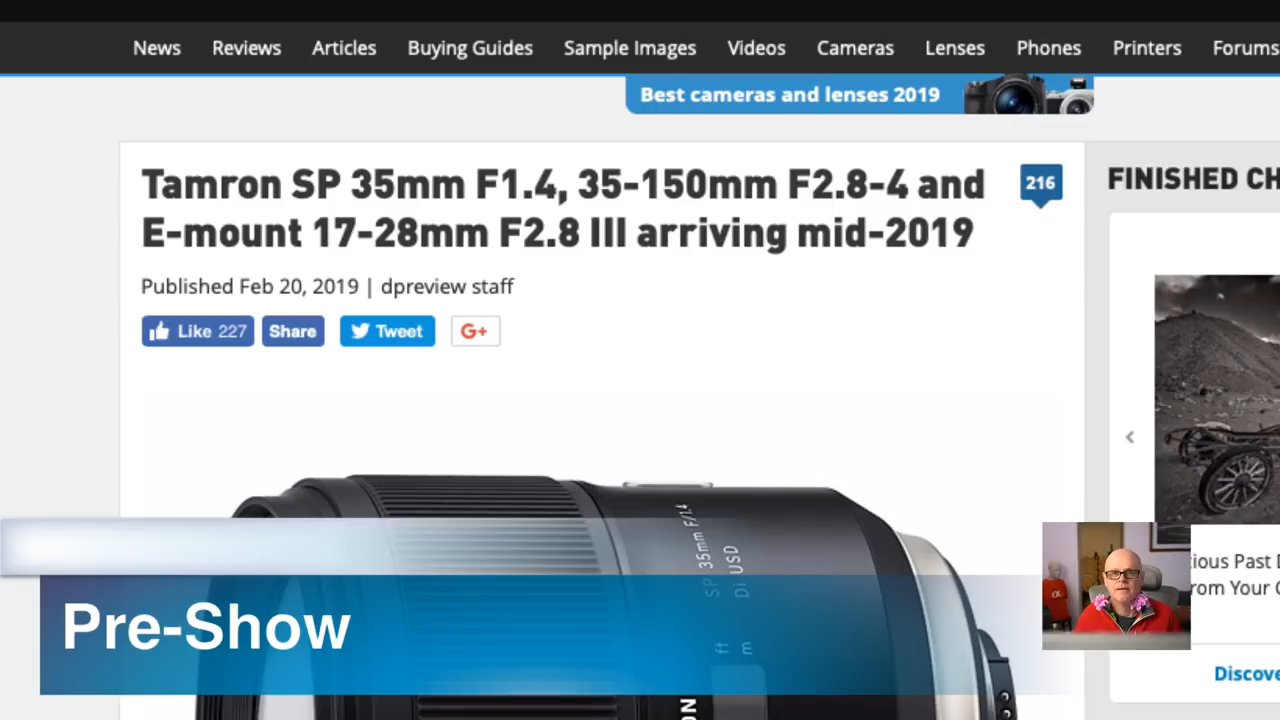 News Reviews Articles Buying Guides Sample Images Videos Cameras Lenses Phones Printers Forums
Best cameras and lenses 2019
Tamron SP 35mm F1.4, 35-150mm F2.8-4 and
E-mount 17-28mm F2.8 III arriving mid-2019
216
FINISHED CH
Published Feb 20, 2019 | dpreview staff
Like 227 Share Tweet G+
SP 35mm F/1.4
Di USD
ft
m
ON
Pre-Show
ious Past D
rom Your C
Discove